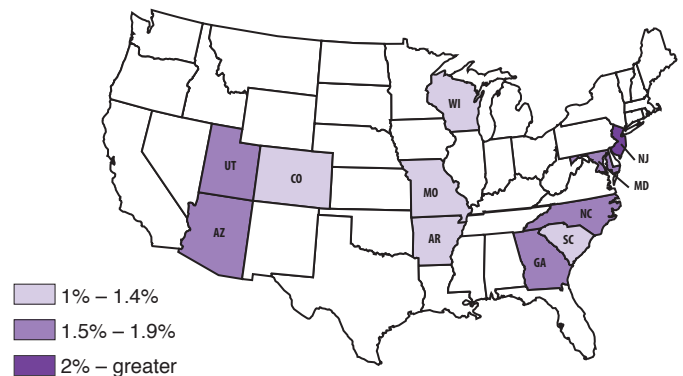 WI
UT
CO
NJ
MO
MD
AZ
NC
AR
SC
GA
1% – 1.4%
1.5% – 1.9%
2% – greater